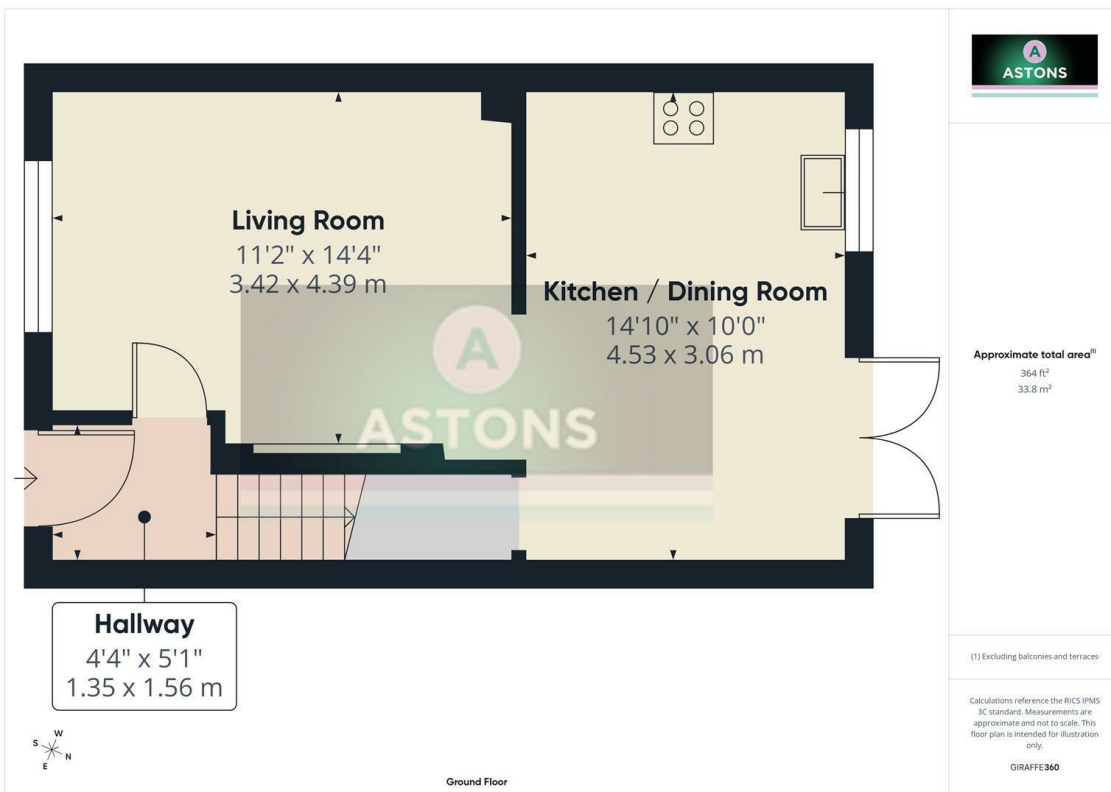 A
ASTONS
Living Room
11'2" x 14'4"
3.42 x 4.39 m
Kitchen / Dining Room
14'10" x 10'0"
4.53 x 3.06 m
A
ASTONS
Hallway
4'4" x 5'1"
1.35 x 1.56 m
W
S
N
E
Ground Floor
Approximate total area(1)
364 ft²
33.8 m²
(1) Excluding balconies and terraces
Calculations reference the RICS IPMS
3C standard. Measurements are
approximate and not to scale. This
floor plan is intended for illustration
only.
GIRAFFE360